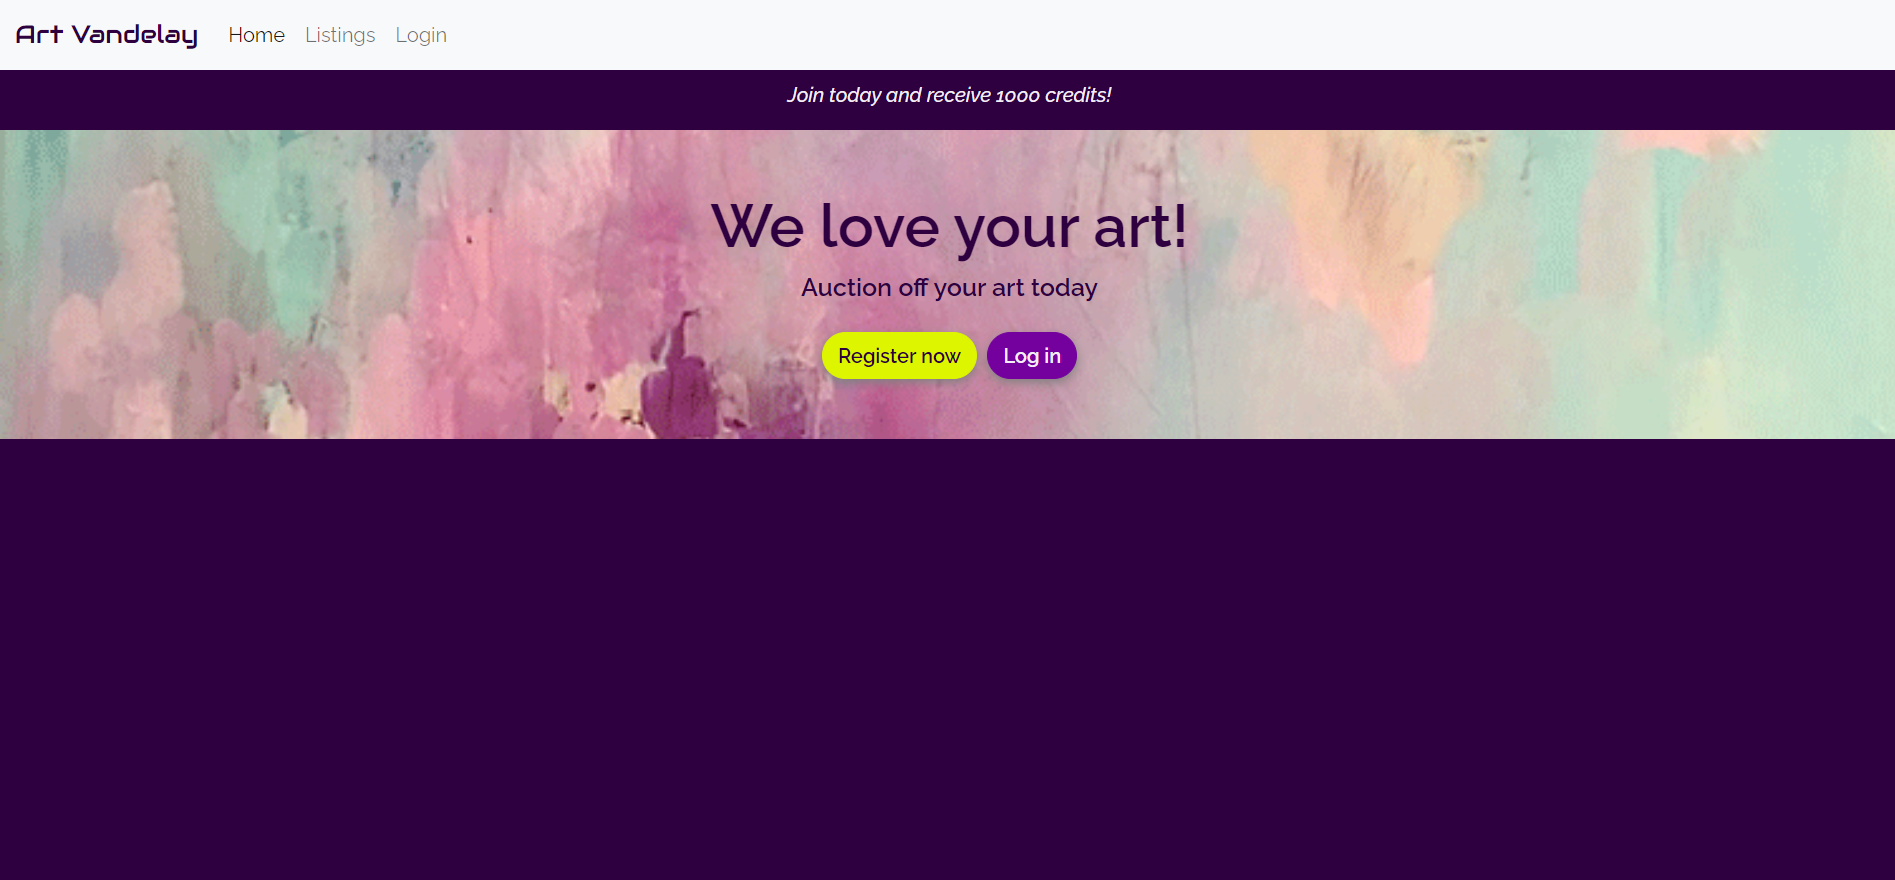 Art Vandelay Home Listings Login
Join today and receive 1000 credits!
We love your art!
Auction off your art today
Register now Log in